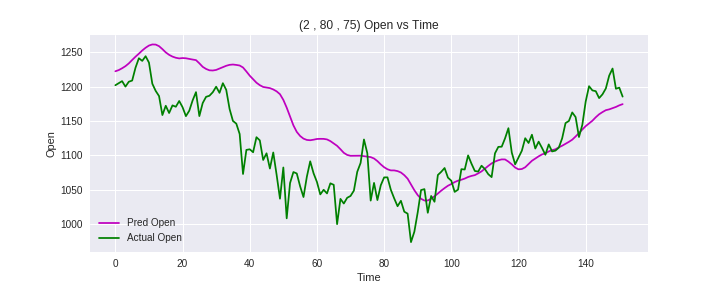 (2 , 80 , 75) Open vs Time
1250
1200
1150
1100
1050
1000
Open
Pred Open
Actual Open
0 20 40 60 80 100 120 140
Time